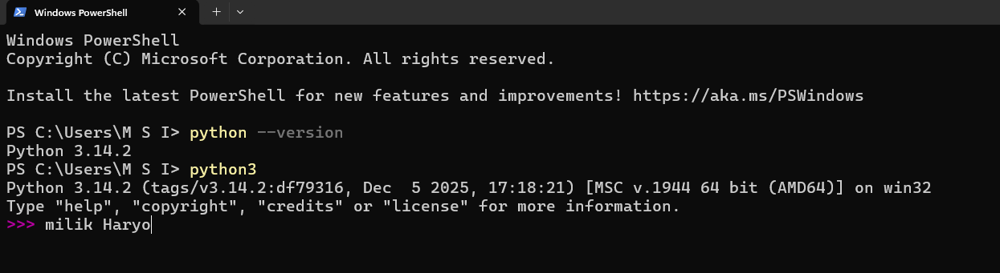 Windows PowerShell
Windows PowerShell
Copyright (C) Microsoft Corporation. All rights reserved.
Install the latest PowerShell for new features and improvements! https://aka.ms/PSWindows
PS C:\Users\M S I> python --version
Python 3.14.2
PS C:\Users\M S I> python3
Python 3.14.2 (tags/v3.14.2:df79316, Dec  5 2025, 17:18:21) [MSC v.1944 64 bit (AMD64)] on win32
Type "help", "copyright", "credits" or "license" for more information.
>>> milik Haryo